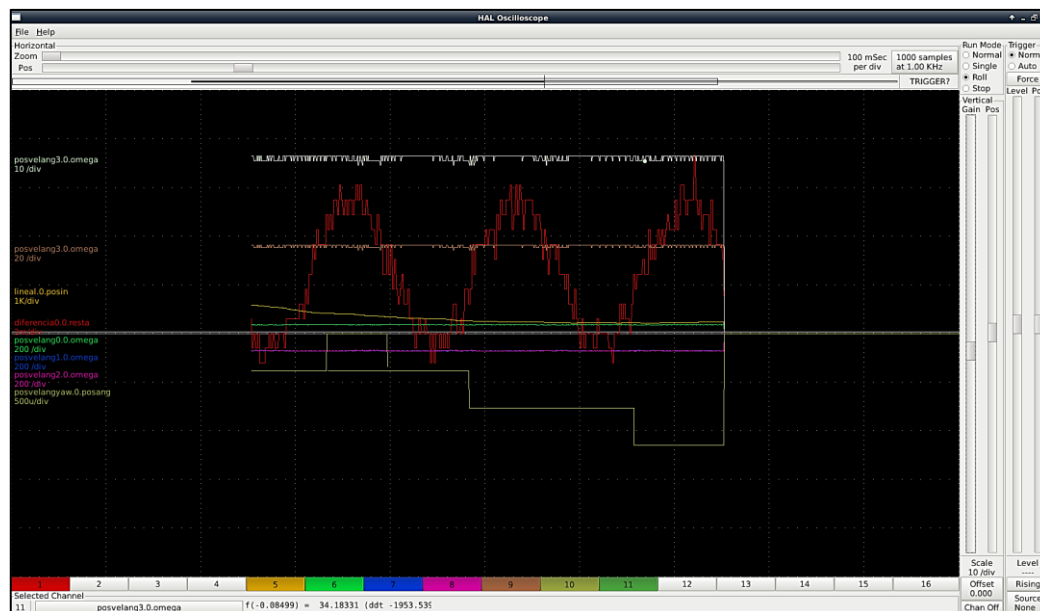 HAL Oscilloscope
File Help
Horizontal
Zoom
Pos
100 mSec
per div
1000 samples
at 1.00 KHz
TRIGGER?
Run Mode
Normal
Single
Roll
Stop
Trigger
Norm
Auto
Force
Level Po
Vertical
Gain Pos
posvelang3.0.omega
10 /div
posvelang3.0.omega
20 /div
lineal.0.posin
1K/div
diferencia0.0.resta
posvelang0.0.omega
200 /div
posvelang1.0.omega
200 /div
posvelang2.0.omega
200 /div
posvelangyaw.0.posang
500u/div
1 2 3 4 5 6 7 8 9 10 11 12 13 14 15 16
Scale
10 /div
Offset
0.000
Chan Off
Level
----
Rising
Source
None
Selected Channel
11 posvelang3.0.omega f(-0.08499) = 34.18331 (ddt -1953.539